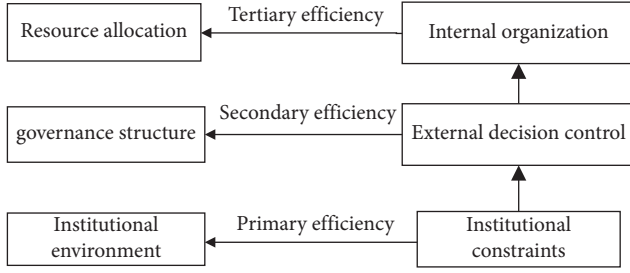 Resource allocation
Tertiary efficiency
Internal organization
governance structure
Secondary efficiency
External decision control
Institutional
environment
Primary efficiency
Institutional
constraints